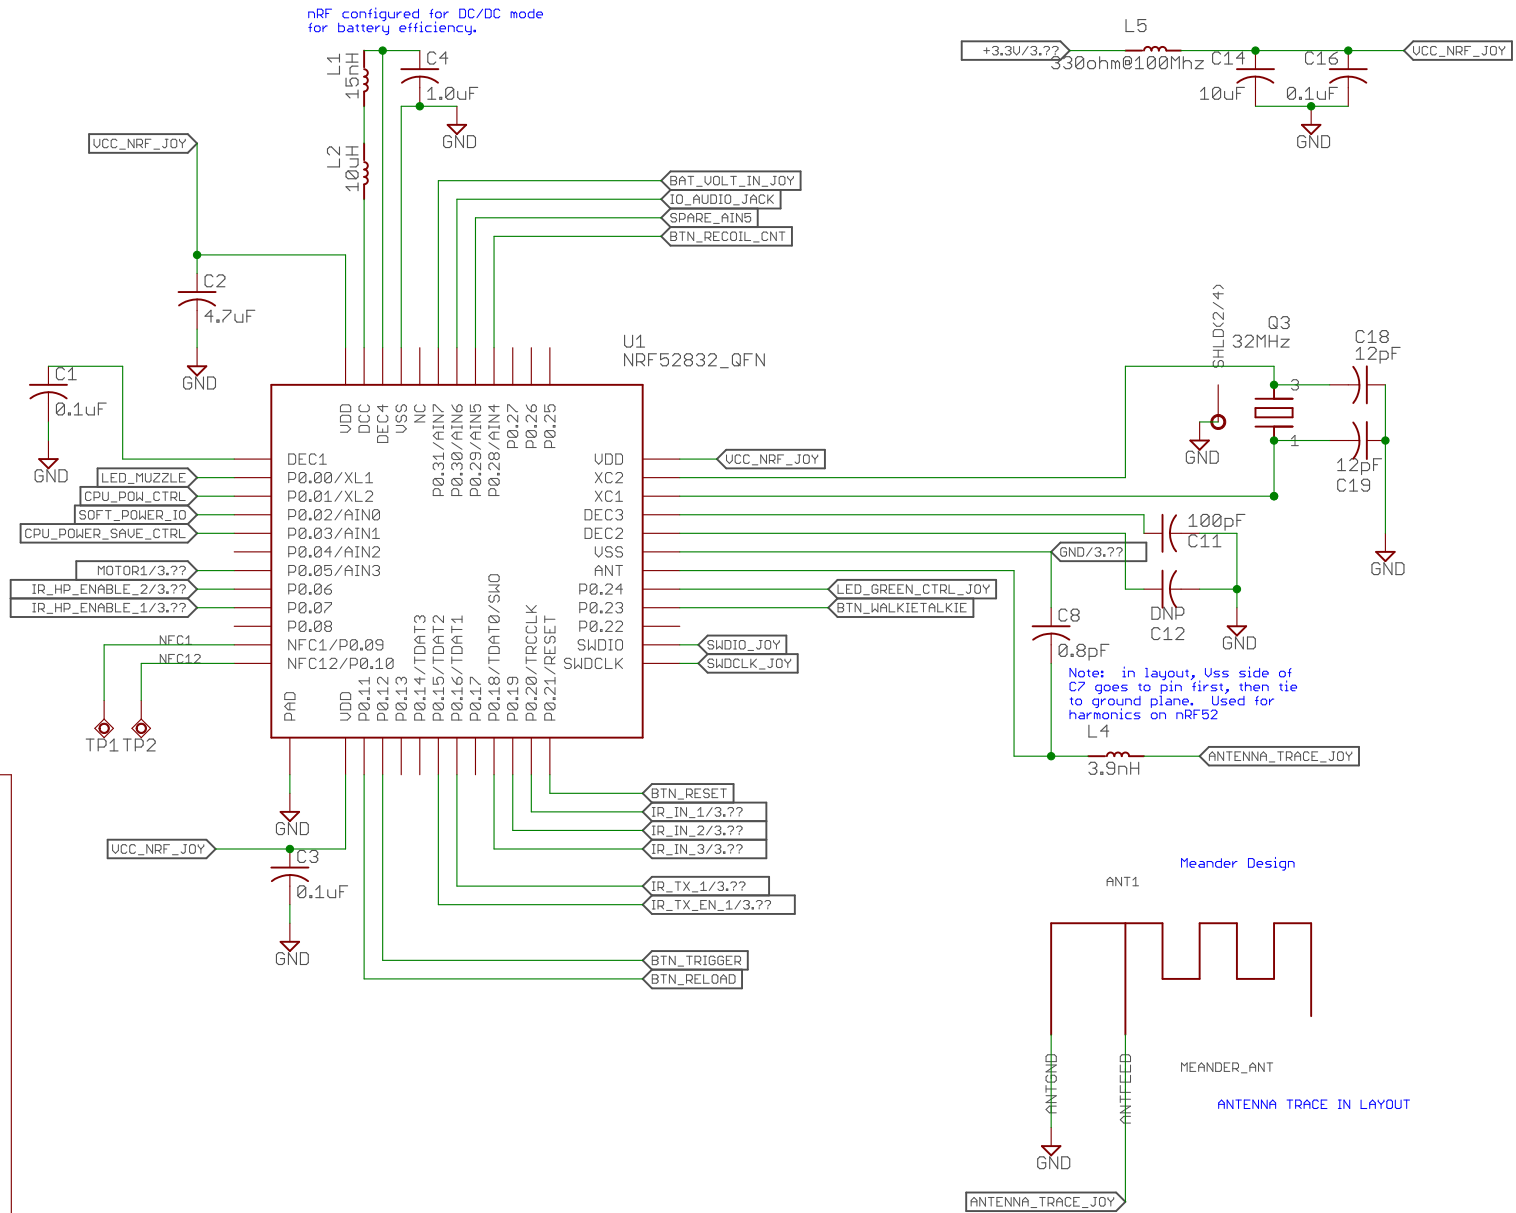 nRF configured for DC/DC mode
for battery efficiency.
L1
15nH
C4
1.0uF
GND
L2
10uH
VCC_NRF_JOY
C2
4.7uF
GND
L5
+3.3V/3.??
330ohm@100Mhz
C14
10uF
C16
0.1uF
VCC_NRF_JOY
GND
BAT_VOLT_IN_JOY
IO_AUDIO_JACK
SPARE_AIN5
BTN_RECOIL_CNT
U1
NRF52832_QFN
C1
0.1uF
GND
VDD
DCC
DEC4
VSS
NC
P0.31/AIN7
P0.30/AIN6
P0.29/AIN5
P0.28/AIN4
P0.27
P0.26
P0.25
LED_MUZZLE
CPU_POW_CTRL
SOFT_POWER_IO
CPU_POWER_SAVE_CTRL
MOTOR1/3.??
IR_HP_ENABLE_2/3.??
IR_HP_ENABLE_1/3.??
NFC1
NFC12
TP1
TP2
DEC1
P0.00/XL1
P0.01/XL2
P0.02/AIN0
P0.03/AIN1
P0.04/AIN2
P0.05/AIN3
P0.06
P0.07
P0.08
NFC1/P0.09
NFC12/P0.10
VDD
XC2
XC1
DEC3
DEC2
VSS
ANT
P0.24
P0.23
P0.22
SWDIO
SWDCLK
PAD
VDD
P0.11
P0.12
P0.13
P0.14/TDAT3
P0.15/TDAT2
P0.16/TDAT1
P0.17
P0.18/TDAT0/SWO
P0.19
P0.20/TRCCLK
P0.21/RESET
VCC_NRF_JOY
SHLD(2/4)
GND
Q3
32MHz
3
1
C18
12pF
12pF
C19
GND
100pF
C11
DNP
C12
GND
GND/3.??
LED_GREEN_CTRL_JOY
BTN_WALKIETALKIE
SWDIO_JOY
SWDCLK_JOY
C8
0.8pF
Note:  in layout, Vss side of
C7 goes to pin first, then tie
to ground plane.  Used for
harmonics on nRF52
L4
3.9nH
ANTENNA_TRACE_JOY
GND
VCC_NRF_JOY
C3
0.1uF
GND
BTN_RESET
IR_IN_1/3.??
IR_IN_2/3.??
IR_IN_3/3.??
IR_TX_1/3.??
IR_TX_EN_1/3.??
BTN_TRIGGER
BTN_RELOAD
Meander Design
ANT1
ANTGND
ANTFEED
MEANDER_ANT
ANTENNA TRACE IN LAYOUT
GND
ANTENNA_TRACE_JOY